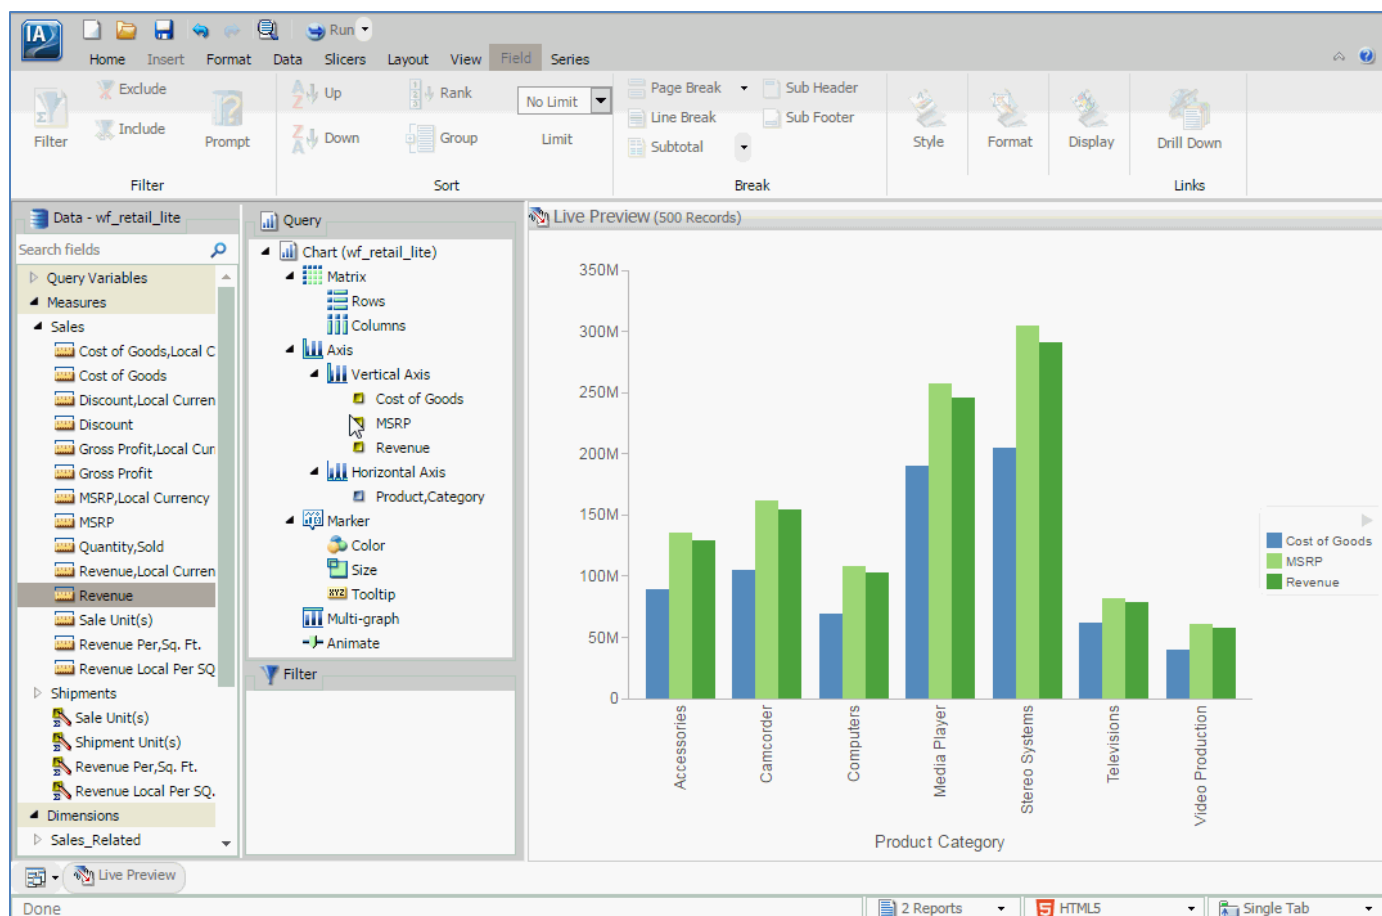 IA
Run
Home Insert Format Data Slicers Layout View Field Series
Exclude
Include
Filter
Prompt
Filter
Up
Down
Rank
Group
No Limit
Limit
Sort
Page Break
Line Break
Subtotal
Sub Header
Sub Footer
Break
Style
Format
Display
Drill Down
Links
Data - wf_retail_lite
Search fields
Query Variables
Measures
Sales
Cost of Goods,Local C
Cost of Goods
Discount,Local Curren
Discount
Gross Profit,Local Cur
Gross Profit
MSRP,Local Currency
MSRP
Quantity,Sold
Revenue,Local Curren
Revenue
Sale Unit(s)
Revenue Per,Sq. Ft.
Revenue Local Per SQ
Shipments
Sale Unit(s)
Shipment Unit(s)
Revenue Per,Sq. Ft.
Revenue Local Per SQ.
Dimensions
Sales_Related
Query
Chart (wf_retail_lite)
Matrix
Rows
Columns
Axis
Vertical Axis
Cost of Goods
MSRP
Revenue
Horizontal Axis
Product,Category
Marker
Color
Size
XYZ Tooltip
Multi-graph
Animate
Filter
Live Preview (500 Records)
350M
300M
250M
200M
150M
100M
50M
0
Accessories
Camcorder
Computers
Media Player
Stereo Systems
Televisions
Video Production
Product Category
Cost of Goods
MSRP
Revenue
Live Preview
Done
2 Reports
HTML5
Single Tab